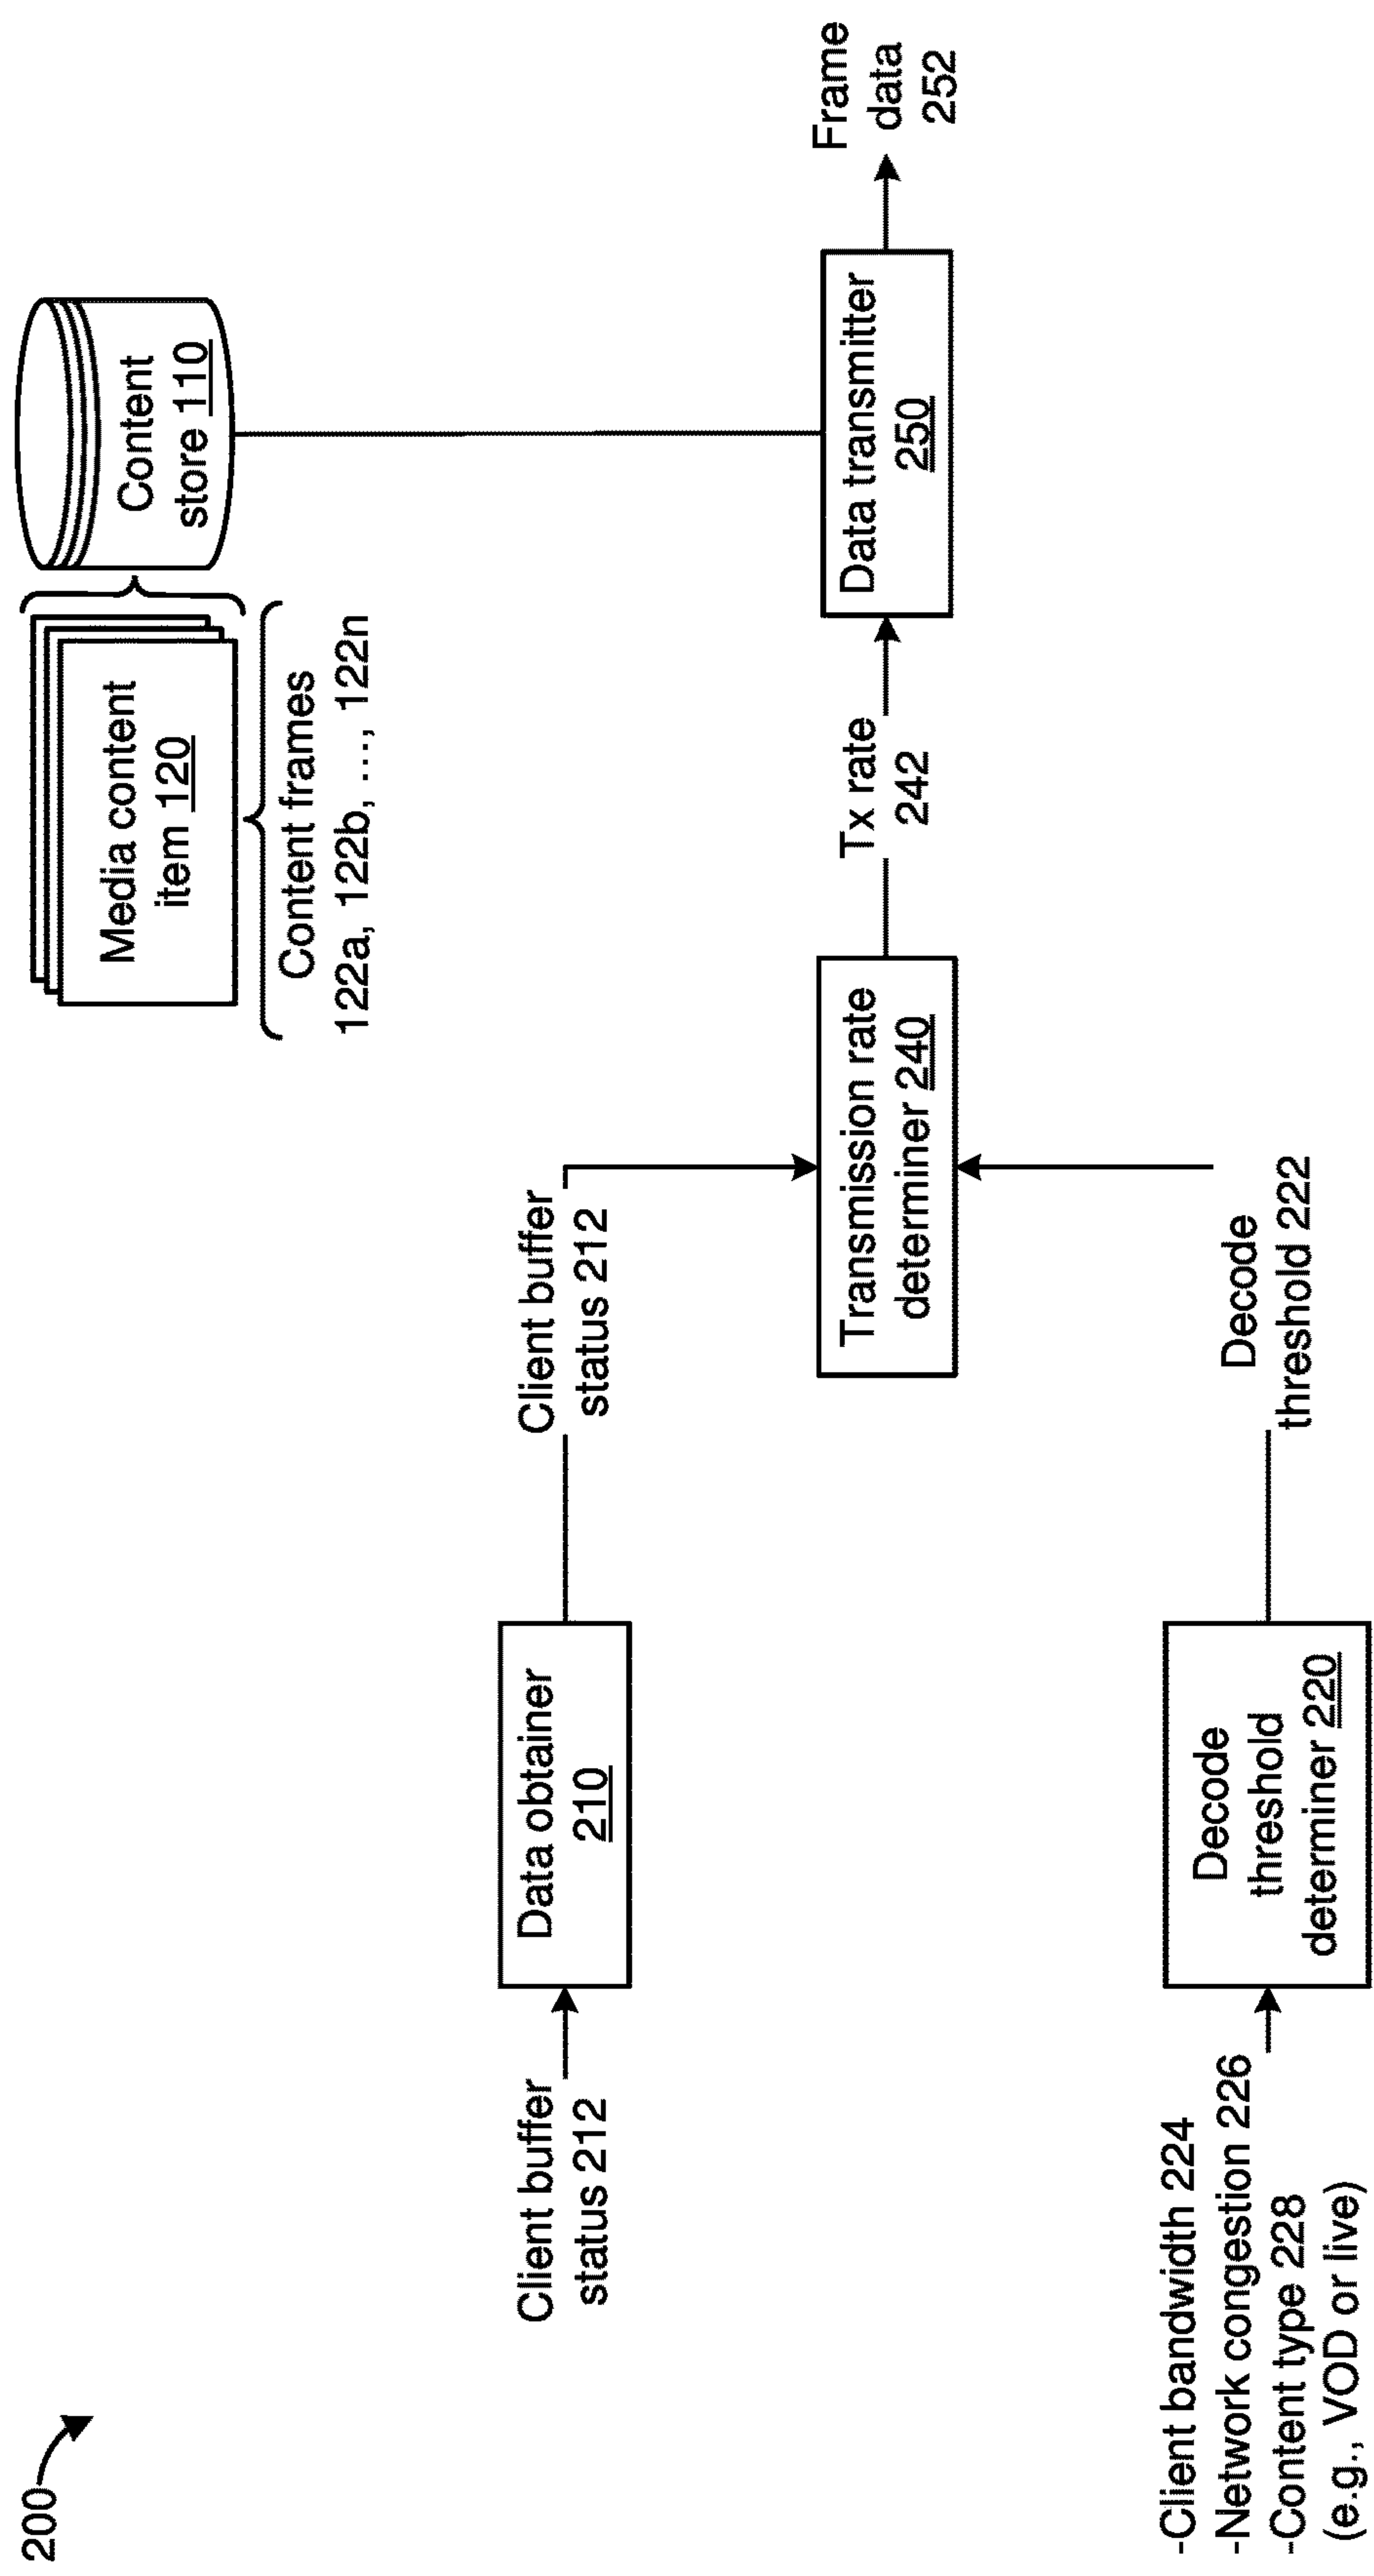 200
Media content
item 120
Content
store 110
Content frames
122a, 122b, ..., 122n
Client buffer
status 212
Data obtainer
210
Client buffer
status 212
Transmission rate
determiner 240
Tx rate
242
Data transmitter
250
Frame
data
252
-Client bandwidth 224
-Network congestion 226
-Content type 228
(e.g., VOD or live)
Decode
threshold
determiner 220
Decode
threshold 222